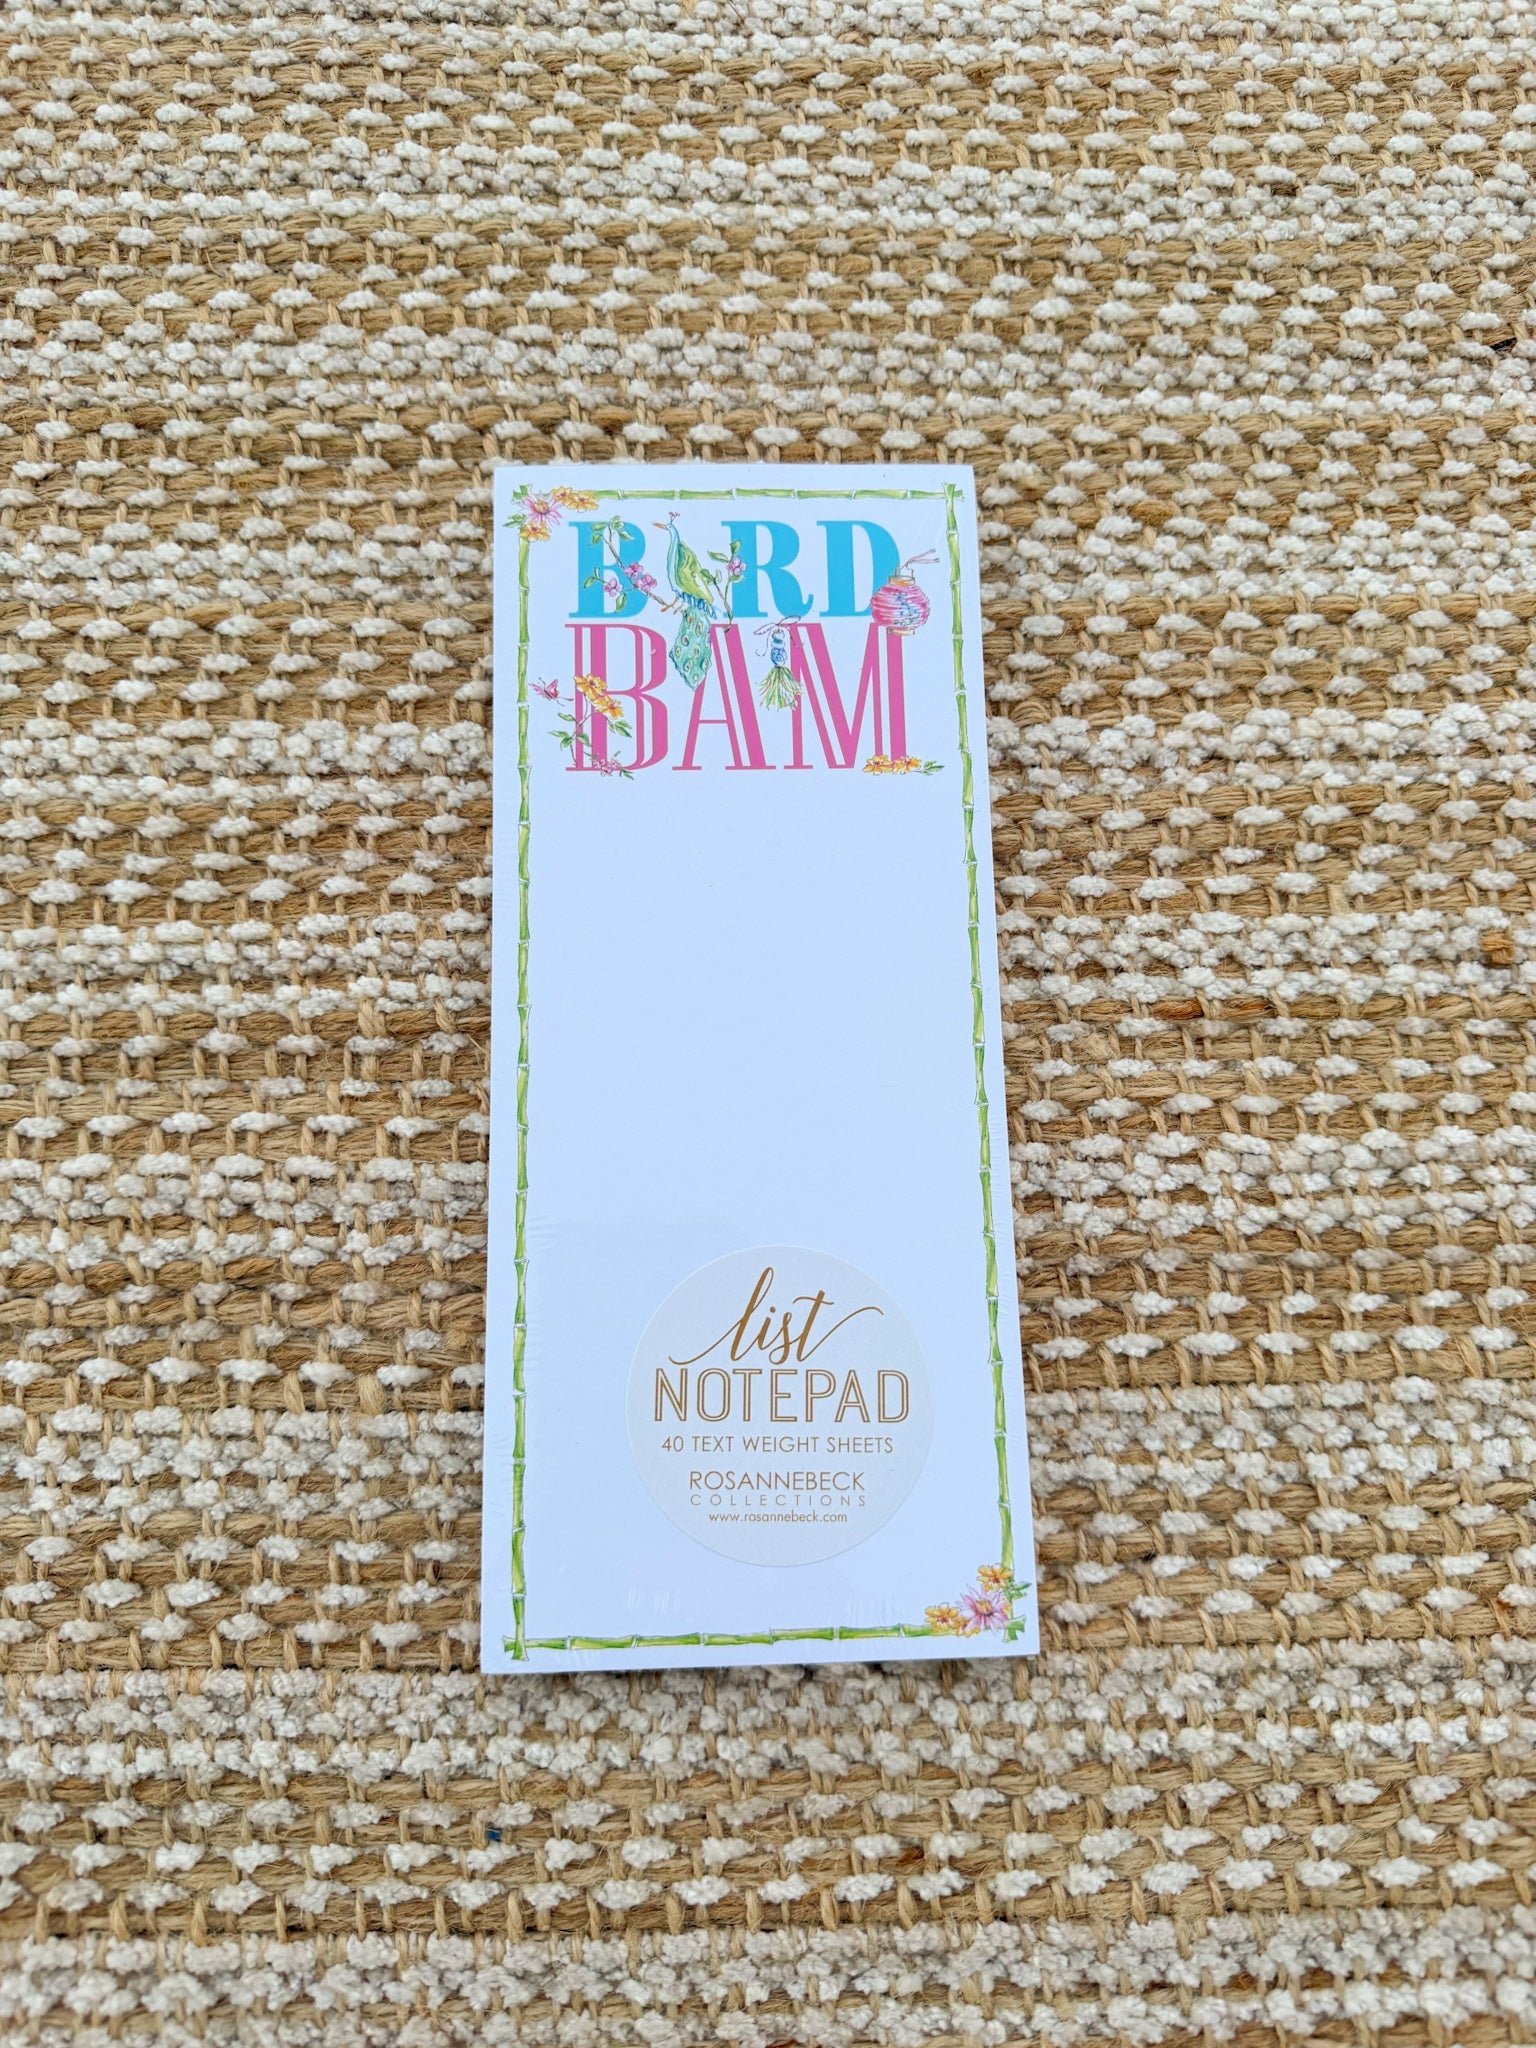 BIRD
BAM
list
NOTEPAD
40 TEXT WEIGHT SHEETS
ROSANNEBECK
COLLECTIONS
www.rosannebeck.com